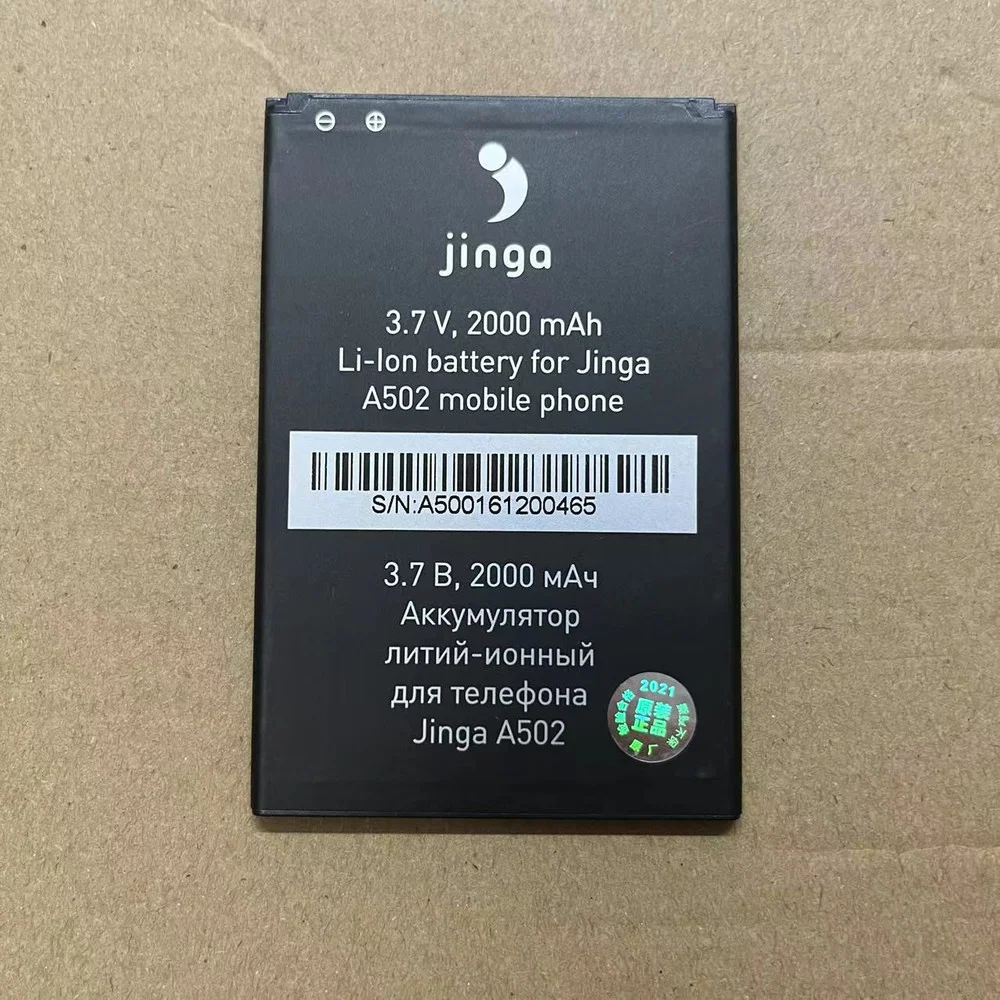 jinga
3.7 V, 2000 mAh
Li-Ion battery for Jinga
A502 mobile phone
S/N:A500161200465
3.7 В, 2000 мАч
Аккумулятор
литий-ионный
для телефона
Jinga A502
2021